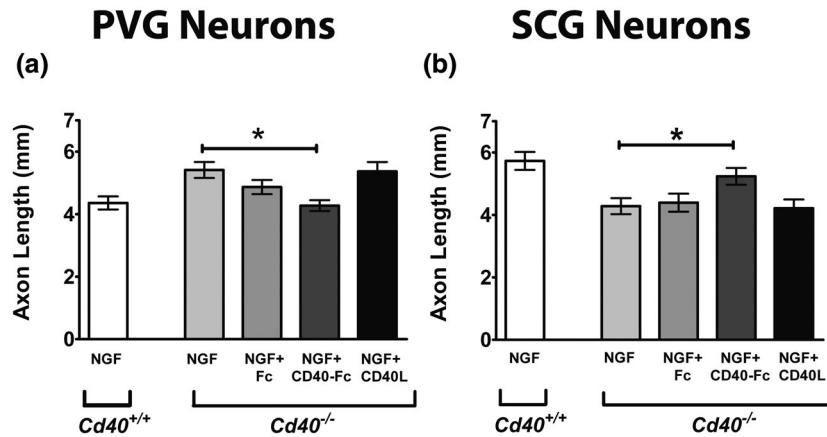 PVG Neurons
SCG Neurons
(a)
Axon Length (mm)
7
6
4
2
0
*
NGF
NGF
NGF+
Fc
NGF+
CD40-Fc
NGF+
CD40L
Cd40+/+
Cd40-/-
(b)
Axon Length (mm)
7
6
4
2
0
*
NGF
NGF
NGF+
Fc
NGF+
CD40-Fc
NGF+
CD40L
Cd40+/+
Cd40-/-